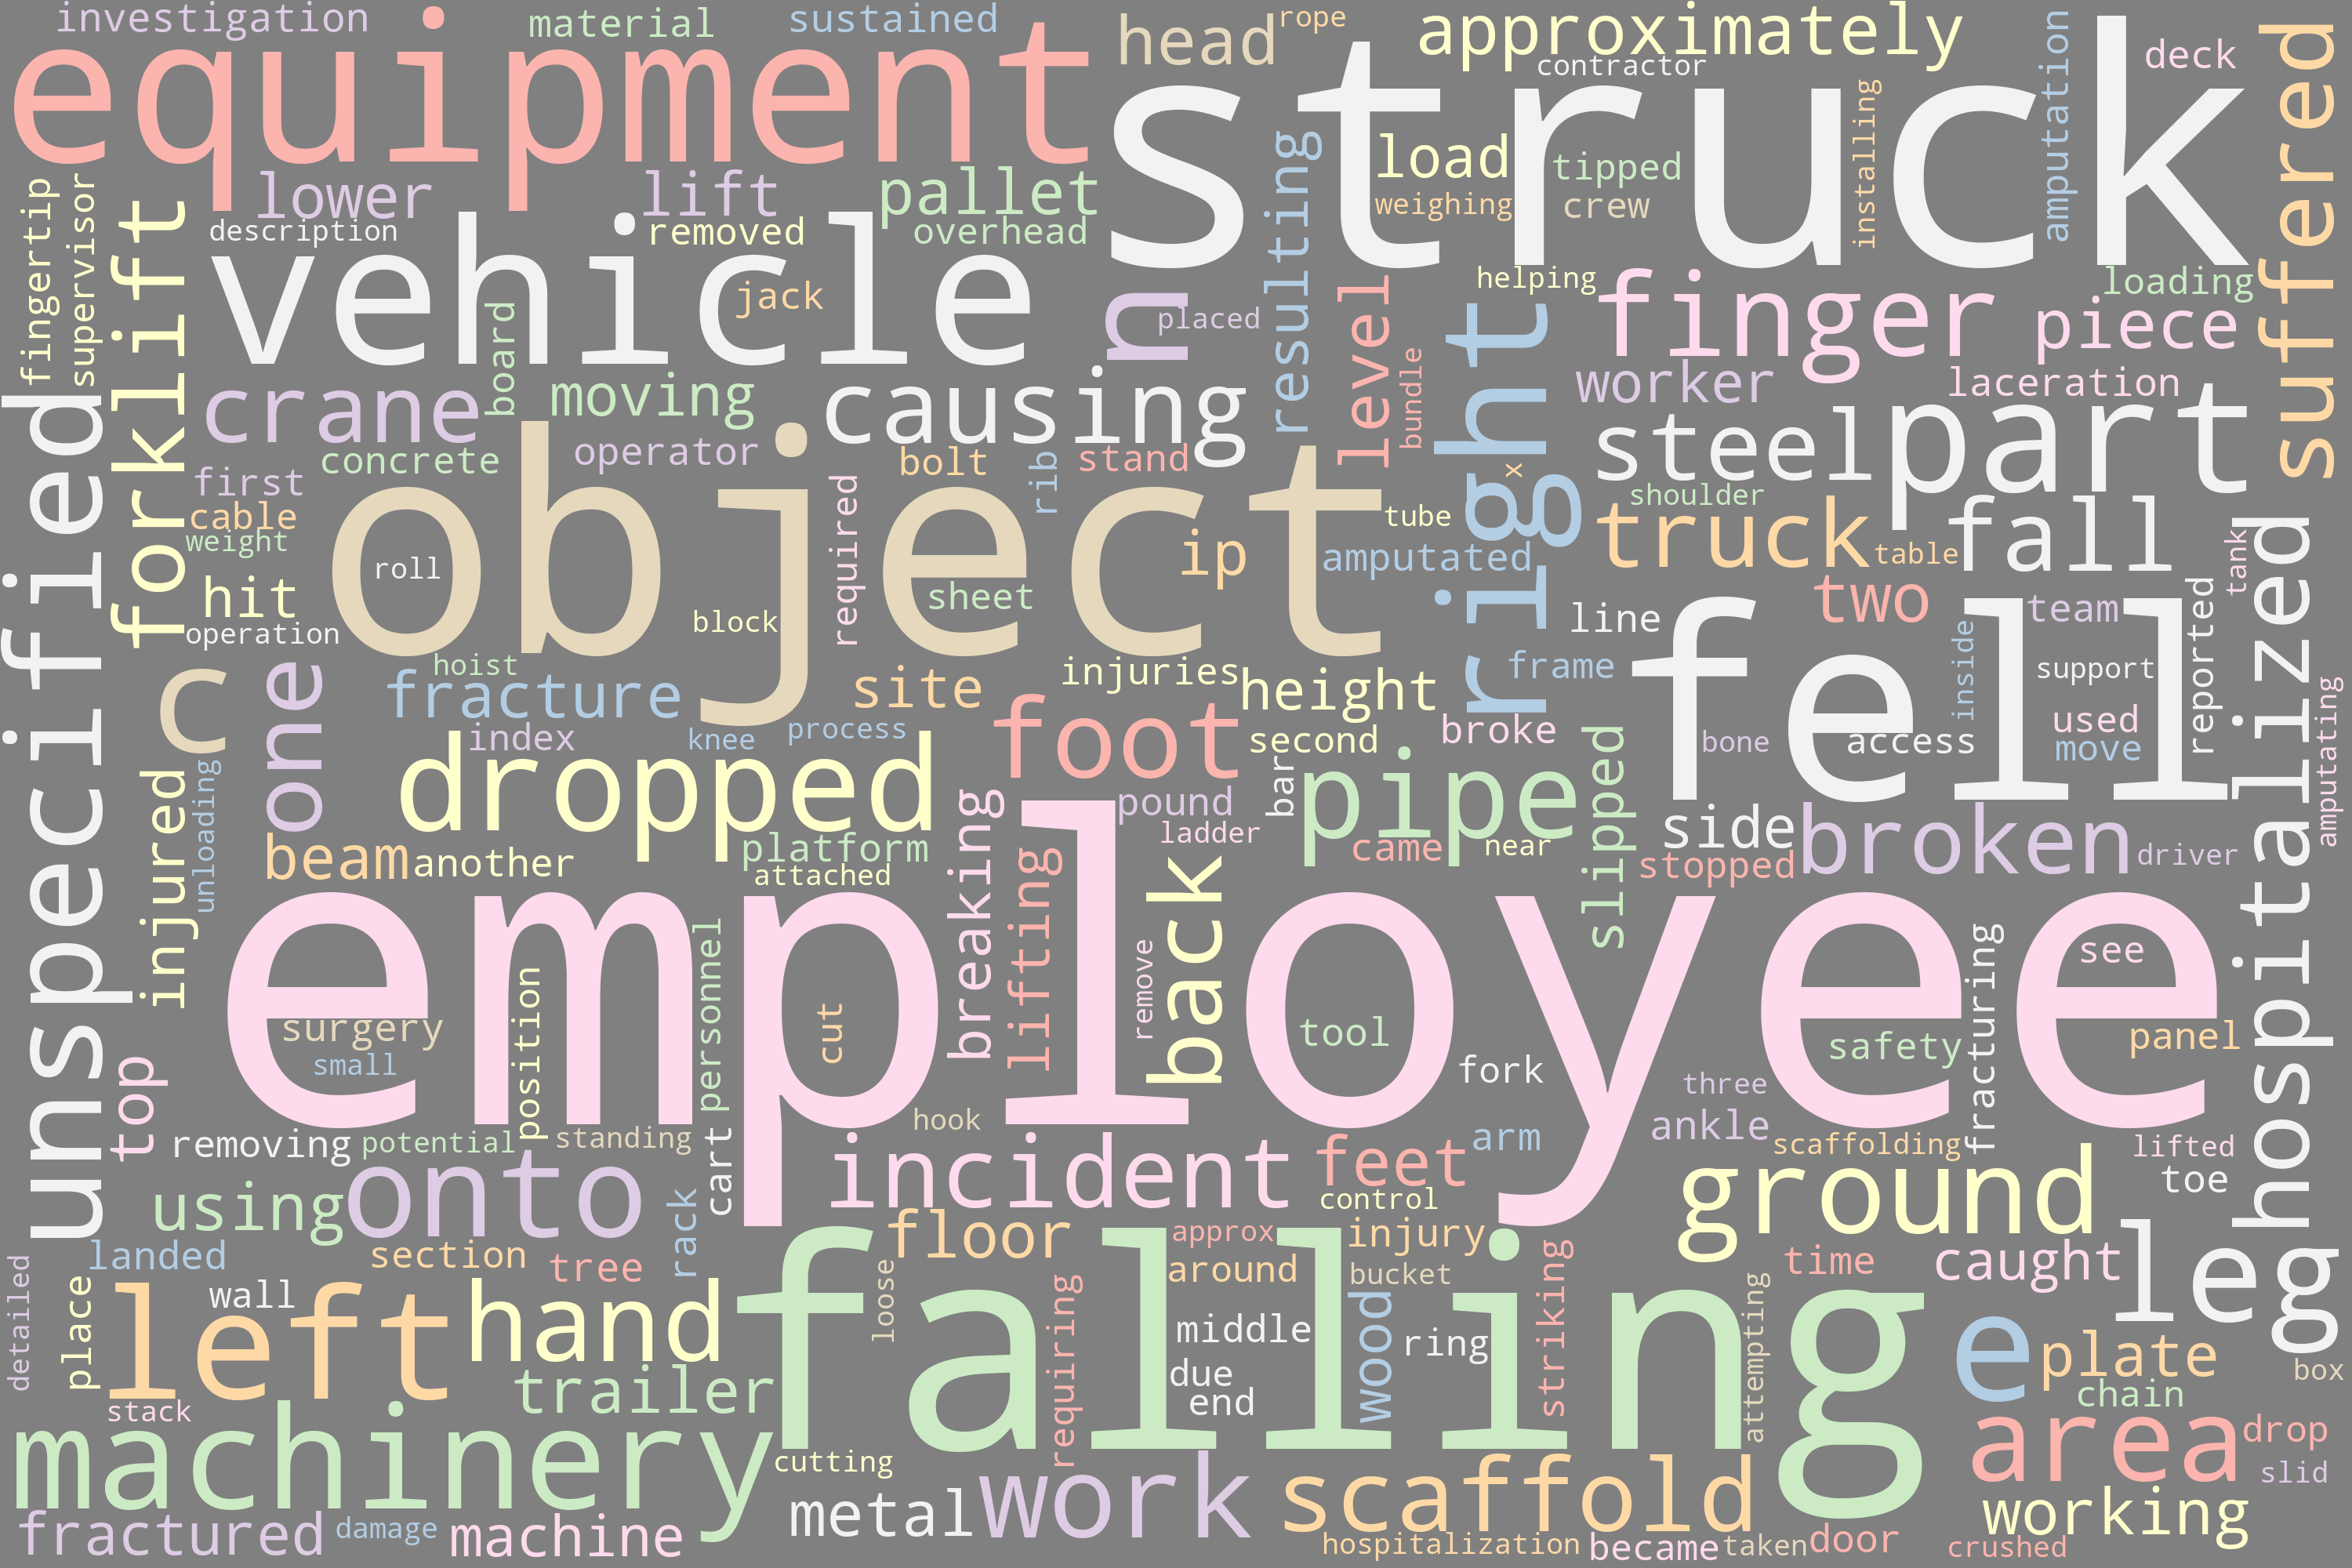 investigation
material
sustained
head
rope
approximately
contractor
deck
equipment
struck
amputation
suffered
installing
load
tipped
weighing
crew
lower
lift
pallet
description
removed
overhead
resulting
fingertip
supervisor
forklift
vehicle
jack
board
n
placed
level
helping
right
finger
piece
loading
bundle
worker
laceration
crane
moving
causing
steel
part
concrete
operator
bolt
stand
rib
x
first
cable
weight
object
required
ip
tube
shoulder
truck
table
fall
amputated
roll
hit
sheet
operation
block
line
two
team
tank
reported
hospitalized
unspecified
c
one
hoist
fracture
site
injuries
height
frame
fell
inside
support
amputating
index
knee
process
foot
second
broke
slipped
bone
access
used
move
injured
unloading
dropped
bar
pipe
pound
ladder
came
near
side
stopped
broken
driver
beam
another
platform
attached
breaking
lifting
back
employee
remove
personnel
position
surgery
small
cut
tool
fork
see
safety
panel
fracturing
three
top
removing
potential
standing
hook
cart
arm
ankle
scaffolding
lifted
toe
using
onto
rack
incident
feet
control
ground
leg
landed
section
tree
floor
approx
injury
around
bucket
time
caught
detailed
place
wall
left
hand
falling
loose
requiring
middle
wood
ring
striking
attempting
e
plate
box
due
end
chain
trailer
stack
machinery
area
drop
slid
cutting
metal
work
scaffold
working
fractured
damage
machine
hospitalization
became
taken
door
crushed